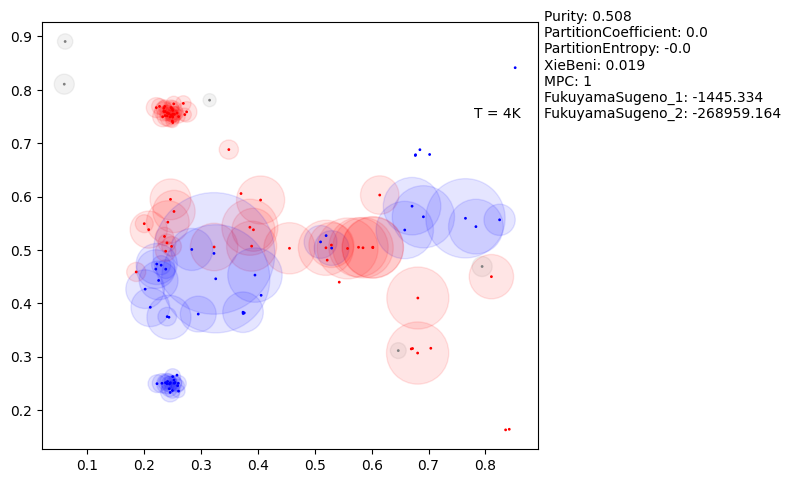 Purity: 0.508
PartitionCoefficient: 0.0
PartitionEntropy: -0.0
XieBeni: 0.019
MPC: 1
FukuyamaSugeno_1: -1445.334
FukuyamaSugeno_2: -268959.164
T = 4K
0.9
0.8
0.7
0.6
0.5
0.4
0.3
0.2
0.1 0.2 0.3 0.4 0.5 0.6 0.7 0.8